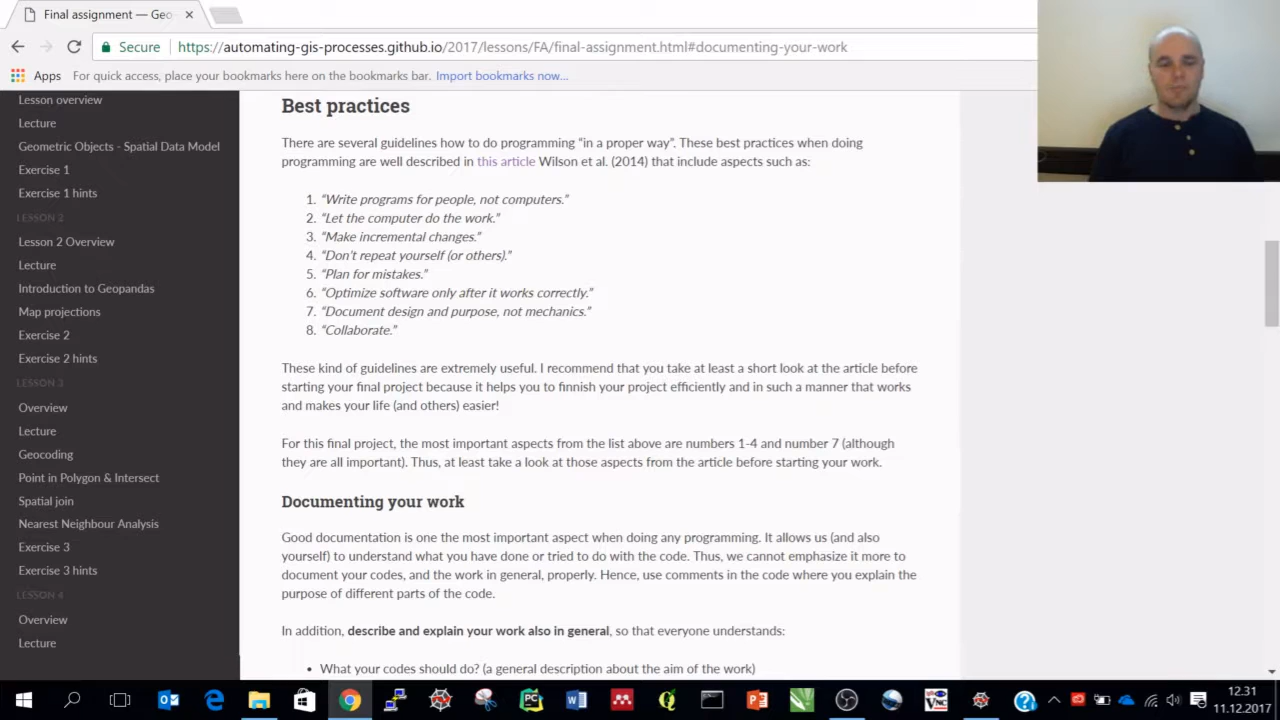 Final assignment — Geo
Secure
https://automating-gis-processes.github.io/2017/lessons/FA/final-assignment.html#documenting-your-work
Apps
For quick access, place your bookmarks here on the bookmarks bar. Import bookmarks now...
Lesson overview
Lecture
Geometric Objects - Spatial Data Model
Exercise 1
Exercise 1 hints
LESSON 2
Lesson 2 Overview
Lecture
Introduction to Geopandas
Map projections
Exercise 2
Exercise 2 hints
LESSON 3
Overview
Lecture
Geocoding
Point in Polygon & Intersect
Spatial join
Nearest Neighbour Analysis
Exercise 3
Exercise 3 hints
LESSON 4
Overview
Lecture
Best practices
There are several guidelines how to do programming “in a proper way”. These best practices when doing
programming are well described in this article Wilson et al. (2014) that include aspects such as:
1. “Write programs for people, not computers.”
2. “Let the computer do the work.”
3. “Make incremental changes.”
4. “Don’t repeat yourself (or others).”
5. “Plan for mistakes.”
6. “Optimize software only after it works correctly.”
7. “Document design and purpose, not mechanics.”
8. “Collaborate.”
These kind of guidelines are extremely useful. I recommend that you take at least a short look at the article before
starting your final project because it helps you to finnish your project efficiently and in such a manner that works
and makes your life (and others) easier!
For this final project, the most important aspects from the list above are numbers 1-4 and number 7 (although
they are all important). Thus, at least take a look at those aspects from the article before starting your work.
Documenting your work
Good documentation is one the most important aspect when doing any programming. It allows us (and also
yourself) to understand what you have done or tried to do with the code. Thus, we cannot emphasize it more to
document your codes, and the work in general, properly. Hence, use comments in the code where you explain the
purpose of different parts of the code.
In addition, describe and explain your work also in general, so that everyone understands:
• What your codes should do? (a general description about the aim of the work)
12.31
11.12.2017